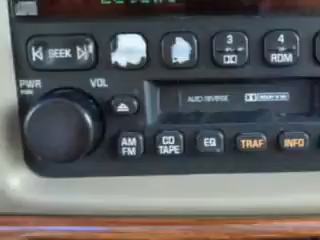 SEEK
3
4
RDM
PWR
VOL
AUTO REVERSE
AM
FM
CD
TAPE
EQ
TRAF
INFO